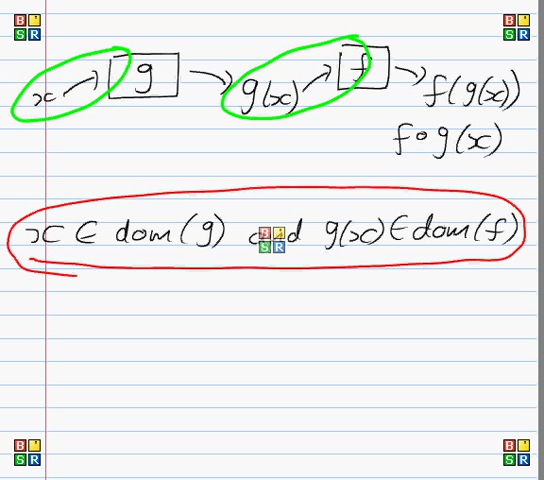 B
S R
B
S R
x → g → g(x) → f → f(g(x))
f∘g(x)
x ∈ dom(g) and g(x) ∈ dom(f)
B
S R
B
S R
B
S R